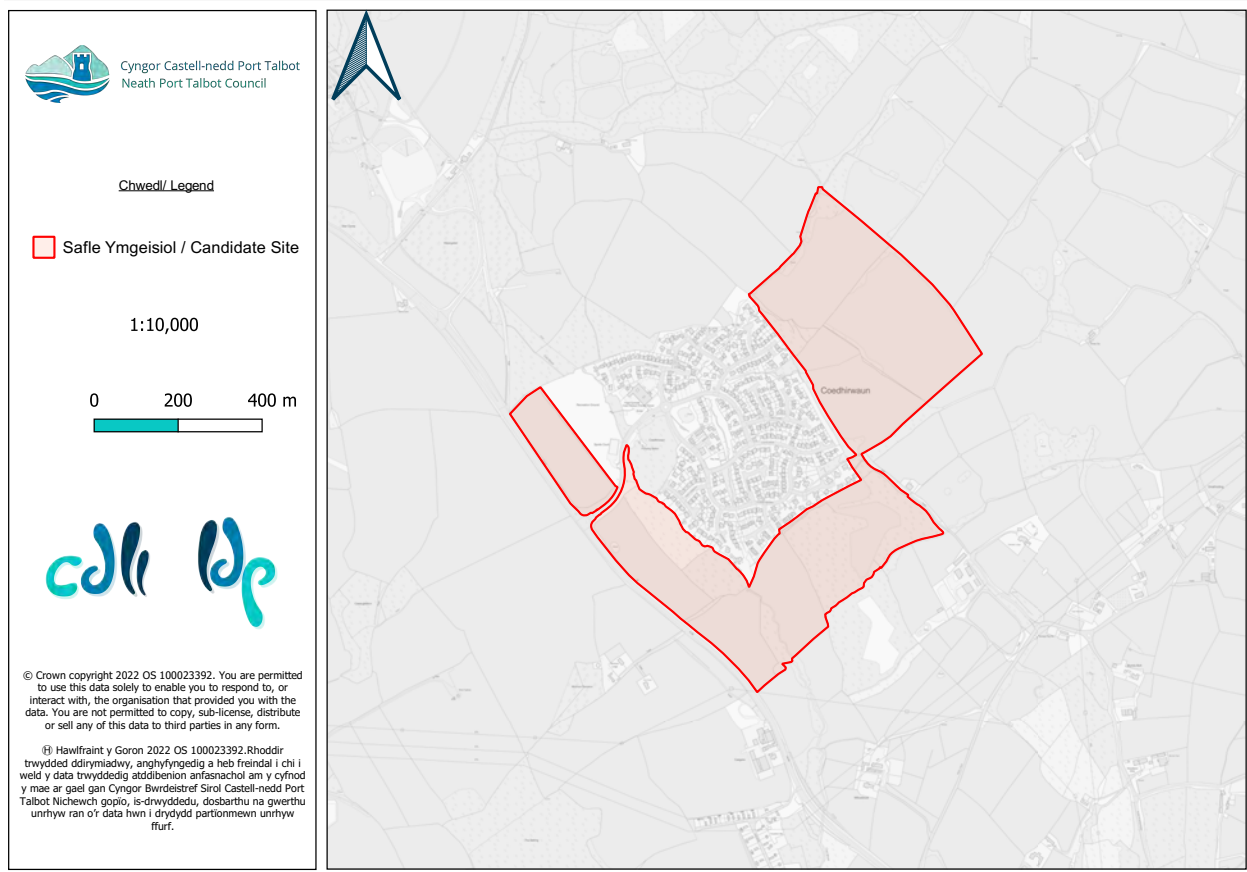 Cyngor Castell-nedd Port Talbot
Neath Port Talbot Council
Chwedl/ Legend
Safle Ymgeisiol / Candidate Site
1:10,000
0 200 400 m
cdll ldp
© Crown copyright 2022 OS 100023392. You are permitted
to use this data solely to enable you to respond to, or
interact with, the organisation that provided you with the
data. You are not permitted to copy, sub-license, distribute
or sell any of this data to third parties in any form.
Ⓗ Hawlfraint y Goron 2022 OS 100023392.Rhoddir
trwydded ddirymiadwy, anghyfyngedig a heb freindal i chi i
weld y data trwyddedig atddibenion anfasnachol am y cyfnod
y mae ar gael gan Cyngor Bwrdeistref Sirol Castell-nedd Port
Talbot Nichewch gopïo, is-drwyddedu, dosbarthu na gwerthu
unrhyw ran o'r data hwn i drydydd partïonmewn unrhyw
ffurf.
Coedhirwaun